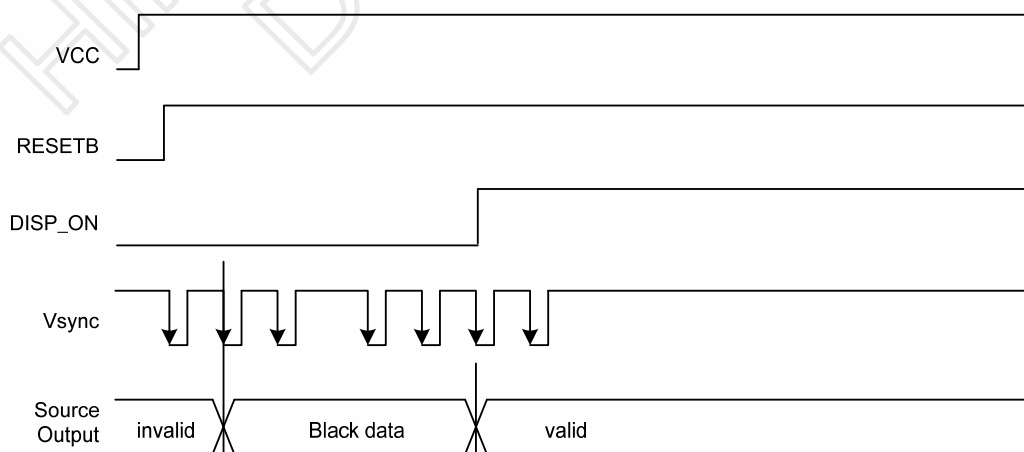 VCC
RESETB
DISP_ON
Vsync
Source
Output
invalid
Black data
valid